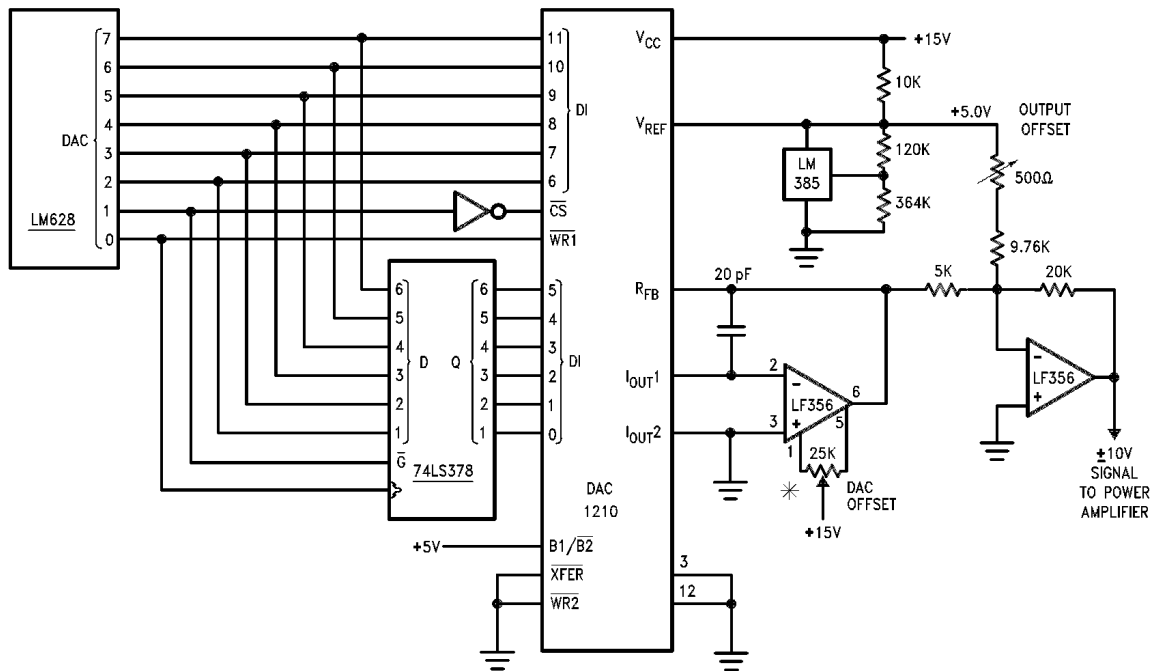 LM628
DAC
7
6
5
4
3
2
1
0
11
10
9
8
7
6
DI
CS
WR1
6
5
4
3
2
1
D
Q
6
5
4
3
2
1
G
74LS378
5
4
3
2
1
0
DI
DAC
1210
+5V
B1/B2
XFER
WR2
VCC
VREF
RFB
IOUT1
IOUT2
3
12
+15V
10K
+5.0V
OUTPUT
OFFSET
LM
385
120K
364K
500Ω
9.76K
20 pF
5K
20K
2
-
LF356
6
3
+
5
1
25K
*
DAC
OFFSET
+15V
-
LF356
+
±10V
SIGNAL
TO POWER
AMPLIFIER